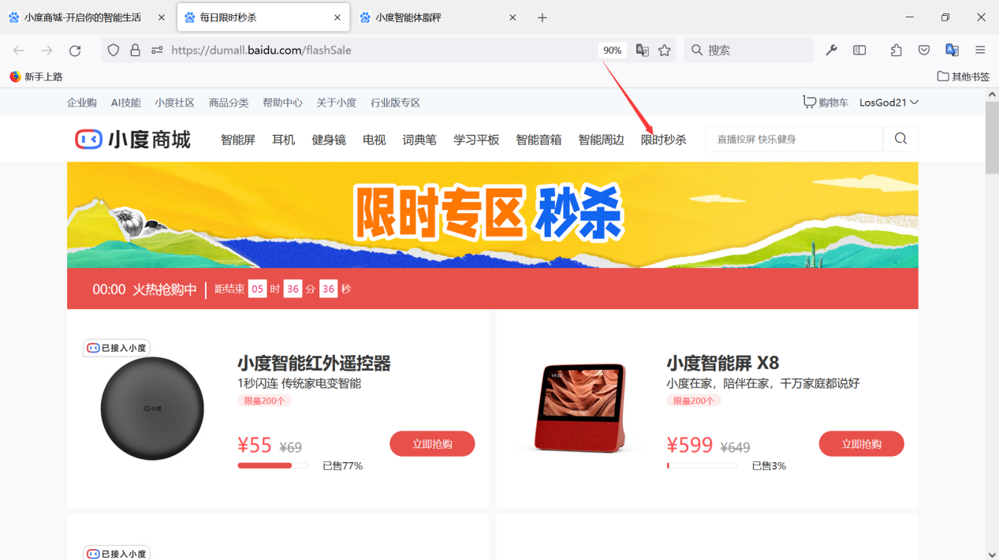 小度商城-开启你的智能生活
每日限时秒杀
小度智能体脂秤
https://dumall.baidu.com/flashSale
90%
搜索
新手上路
其他书签
企业购 AI技能 小度社区 商品分类 帮助中心 关于小度 行业版专区
购物车 LosGod21
小度商城
智能屏 耳机 健身镜 电视 词典笔 学习平板 智能音箱 智能周边 限时秒杀
直播投屏 快乐健身
限时专区 秒杀
00:00 火热抢购中 距结束 05 时 36 分 36 秒
已接入小度
小度
小度智能红外遥控器
1秒闪连 传统家电变智能
限量200个
¥55 ¥69
立即抢购
已售77%
小度智能屏 X8
小度在家，陪伴在家，千万家庭都说好
限量200个
¥599 ¥649
立即抢购
已售3%
已接入小度